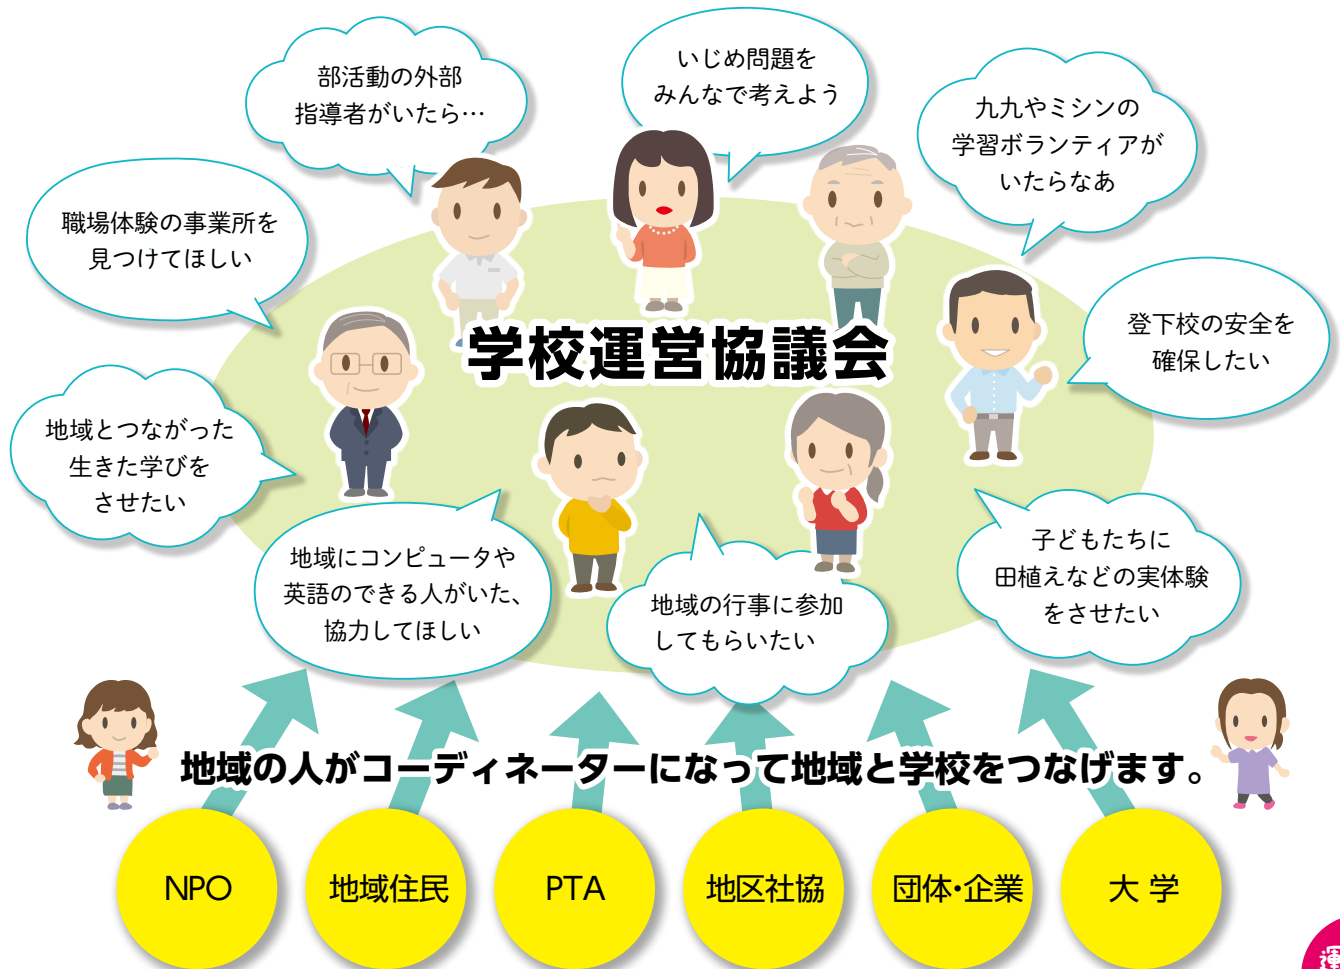 部活動の外部
指導者がいたら…
いじめ問題を
みんなで考えよう
九九やミシンの
学習ボランティアが
いたらなあ
職場体験の事業所を
見つけてほしい
登下校の安全を
確保したい
学校運営協議会
地域とつながった
生きた学びを
させたい
地域にコンピュータや
英語のできる人がいた、
協力してほしい
地域の行事に参加
してもらいたい
子どもたちに
田植えなどの実体験
をさせたい
地域の人がコーディネーターになって地域と学校をつなげます。
NPO
地域住民
PTA
地区社協
団体・企業
大 学